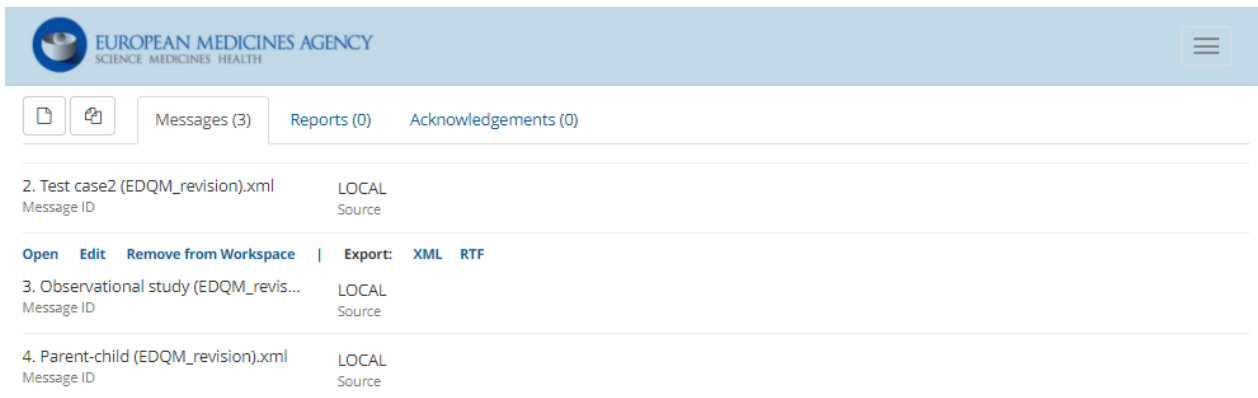 EUROPEAN MEDICINES AGENCY
SCIENCE MEDICINES HEALTH
Messages (3) Reports (0) Acknowledgements (0)
2. Test case2 (EDQM_revision).xml LOCAL
Message ID Source
Open Edit Remove from Workspace | Export: XML RTF
3. Observational study (EDQM_revis... LOCAL
Message ID Source
4. Parent-child (EDQM_revision).xml LOCAL
Message ID Source